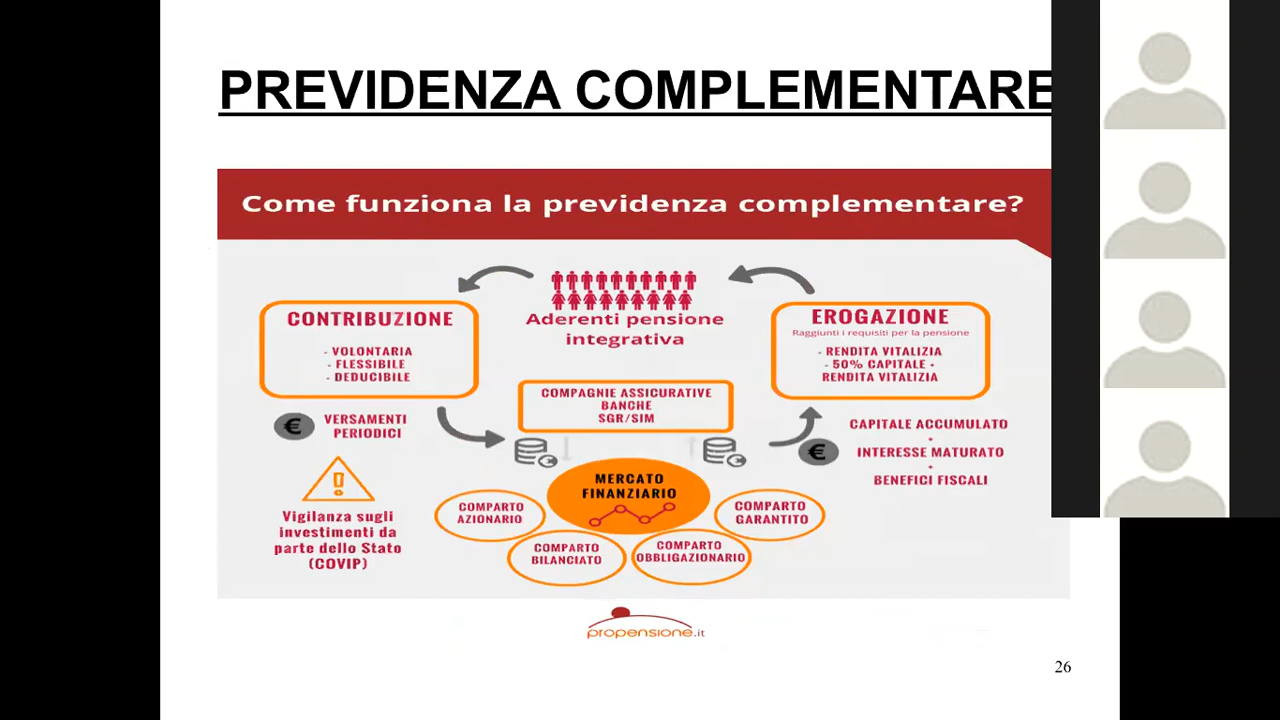 PREVIDENZA COMPLEMENTARE
Come funziona la previdenza complementare?
Aderenti pensione
integrativa
CONTRIBUZIONE
- VOLONTARIA
- FLESSIBILE
- DEDUCIBILE
EROGAZIONE
Raggiunti i requisiti per la pensione
- RENDITA VITALIZIA
- 50% CAPITALE +
RENDITA VITALIZIA
COMPAGNIE ASSICURATIVE
BANCHE
SGR/SIM
€ VERSAMENTI
PERIODICI
€
CAPITALE ACCUMULATO
+
INTERESSE MATURATO
+
BENEFICI FISCALI
€
€
MERCATO
FINANZIARIO
!
Vigilanza sugli
investimenti da
parte dello Stato
(COVIP)
COMPARTO
AZIONARIO
COMPARTO
BILANCIATO
COMPARTO
OBBLIGAZIONARIO
COMPARTO
GARANTITO
propensione.it
26